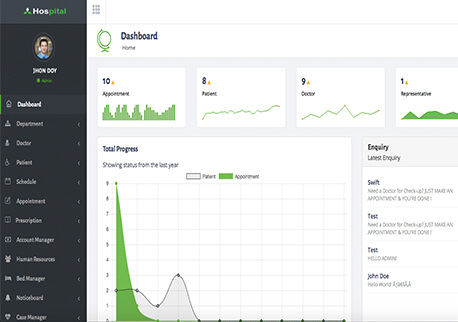 Hospital
JHON DOY
Admin
Dashboard
Department
Doctor
Patient
Schedule
Appointment
Prescription
Account Manager
Human Resources
Bed Manager
Noticeboard
Case Manager
Dashboard
Home
10
Appointment
8
Patient
9
Doctor
1
Representative
Total Progress
Showing status from the last year
Patient
Appointment
9
8
7
6
5
4
3
2
1
0
Enquiry
Latest Enquiry
Swift
Need a Doctor for Check-up? JUST MAKE AN
APPOINTMENT & YOU'RE DONE !
Test
Need a Doctor for Check-up? JUST MAKE AN
APPOINTMENT & YOU'RE DONE !
Test
HELLO ADMIN!
John Doe
Hello World!